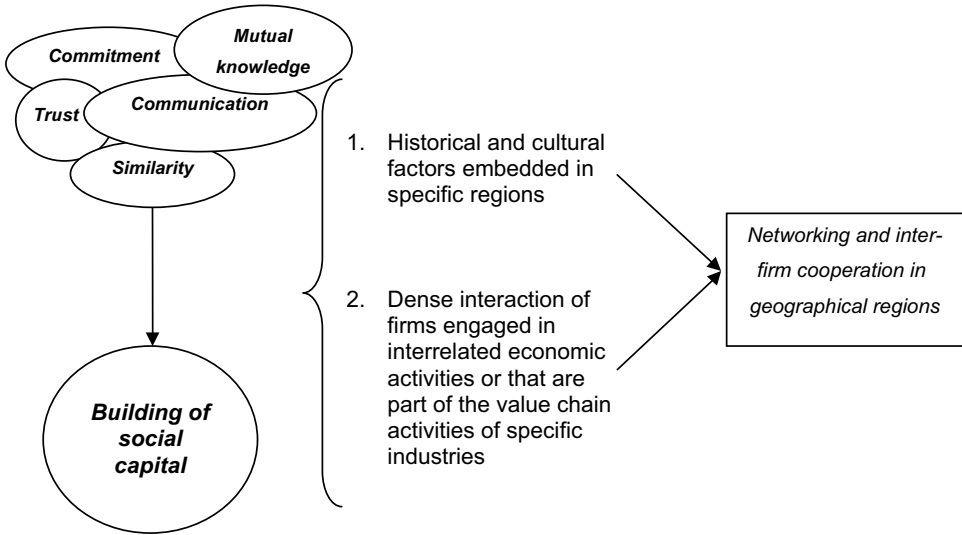 Mutual
knowledge
Commitment
Communication
Trust
Similarity
Building of
social
capital
1. Historical and cultural
factors embedded in
specific regions
2. Dense interaction of
firms engaged in
interrelated economic
activities or that are
part of the value chain
activities of specific
industries
Networking and inter-
firm cooperation in
geographical regions